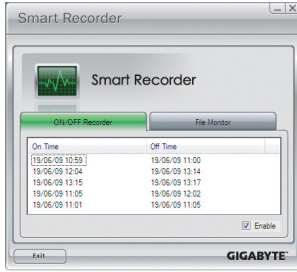 Smart Recorder
Smart Recorder
ON/OFF Recorder File Monitor
On Time Off Time
19/06/09 10:59 19/06/09 11:00
19/06/09 12:04 19/06/09 13:14
19/06/09 13:15 19/06/09 13:17
19/06/09 11:05 19/06/09 12:02
19/06/09 11:01 19/06/09 11:05
Enable
Exit GIGABYTE™